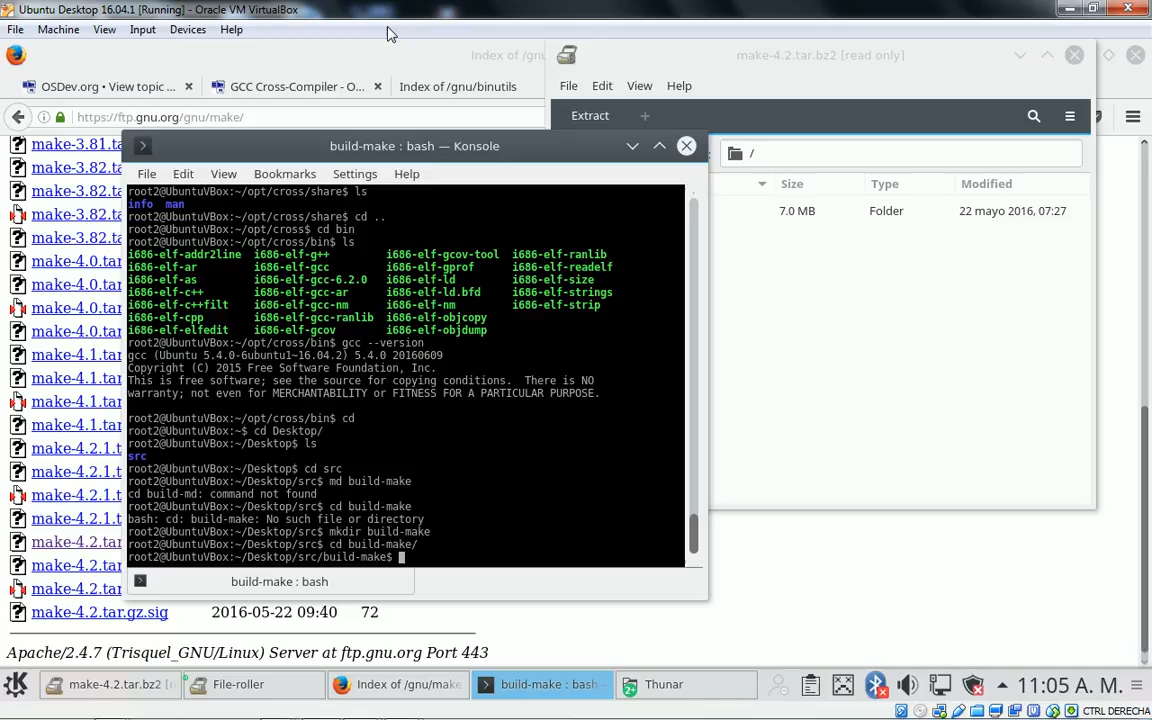 Ubuntu Desktop 16.04.1 [Running] - Oracle VM VirtualBox
File Machine View Input Devices Help
Index of /gnu
make-4.2.tar.bz2 [read only]
OSDev.org • View topic ...
GCC Cross-Compiler - O...
Index of /gnu/binutils
File Edit View Help
https://ftp.gnu.org/gnu/make/
Extract
build-make : bash — Konsole
/
File Edit View Bookmarks Settings Help
Size Type Modified
7.0 MB Folder 22 mayo 2016, 07:27
make-3.81.ta
make-3.82.ta
make-3.82.ta
make-3.82.ta
make-3.82.ta
make-4.0.tar
make-4.0.tar
make-4.0.tar
make-4.0.tar
make-4.1.tar
make-4.1.tar
make-4.1.tar
make-4.1.tar
make-4.2.1.t
make-4.2.1.t
make-4.2.1.t
make-4.2.tar
make-4.2.tar
make-4.2.tar
make-4.2.tar.gz.sig 2016-05-22 09:40 72
root2@UbuntuVBox:~/opt/cross/share$ ls
info man
root2@UbuntuVBox:~/opt/cross/share$ cd ..
root2@UbuntuVBox:~/opt/cross$ cd bin
root2@UbuntuVBox:~/opt/cross/bin$ ls
i686-elf-addr2line i686-elf-g++ i686-elf-gcov-tool i686-elf-ranlib
i686-elf-ar i686-elf-gcc i686-elf-gprof i686-elf-readelf
i686-elf-as i686-elf-gcc-6.2.0 i686-elf-ld i686-elf-size
i686-elf-c++ i686-elf-gcc-ar i686-elf-ld.bfd i686-elf-strings
i686-elf-c++filt i686-elf-gcc-nm i686-elf-nm i686-elf-strip
i686-elf-cpp i686-elf-gcc-ranlib i686-elf-objcopy
i686-elf-elfedit i686-elf-gcov i686-elf-objdump
root2@UbuntuVBox:~/opt/cross/bin$ gcc --version
gcc (Ubuntu 5.4.0-6ubuntu1~16.04.2) 5.4.0 20160609
Copyright (C) 2015 Free Software Foundation, Inc.
This is free software; see the source for copying conditions. There is NO
warranty; not even for MERCHANTABILITY or FITNESS FOR A PARTICULAR PURPOSE.
root2@UbuntuVBox:~/opt/cross/bin$ cd
root2@UbuntuVBox:~$ cd Desktop/
root2@UbuntuVBox:~/Desktop$ ls
src
root2@UbuntuVBox:~/Desktop$ cd src
root2@UbuntuVBox:~/Desktop/src$ md build-make
cd build-md: command not found
root2@UbuntuVBox:~/Desktop/src$ cd build-make
bash: cd: build-make: No such file or directory
root2@UbuntuVBox:~/Desktop/src$ mkdir build-make
root2@UbuntuVBox:~/Desktop/src$ cd build-make/
root2@UbuntuVBox:~/Desktop/src/build-make$
build-make : bash
Apache/2.4.7 (Trisquel_GNU/Linux) Server at ftp.gnu.org Port 443
make-4.2.tar.bz2 [r
File-roller
Index of /gnu/make
build-make : bash —
Thunar
11:05 A. M.
CTRL DERECHA